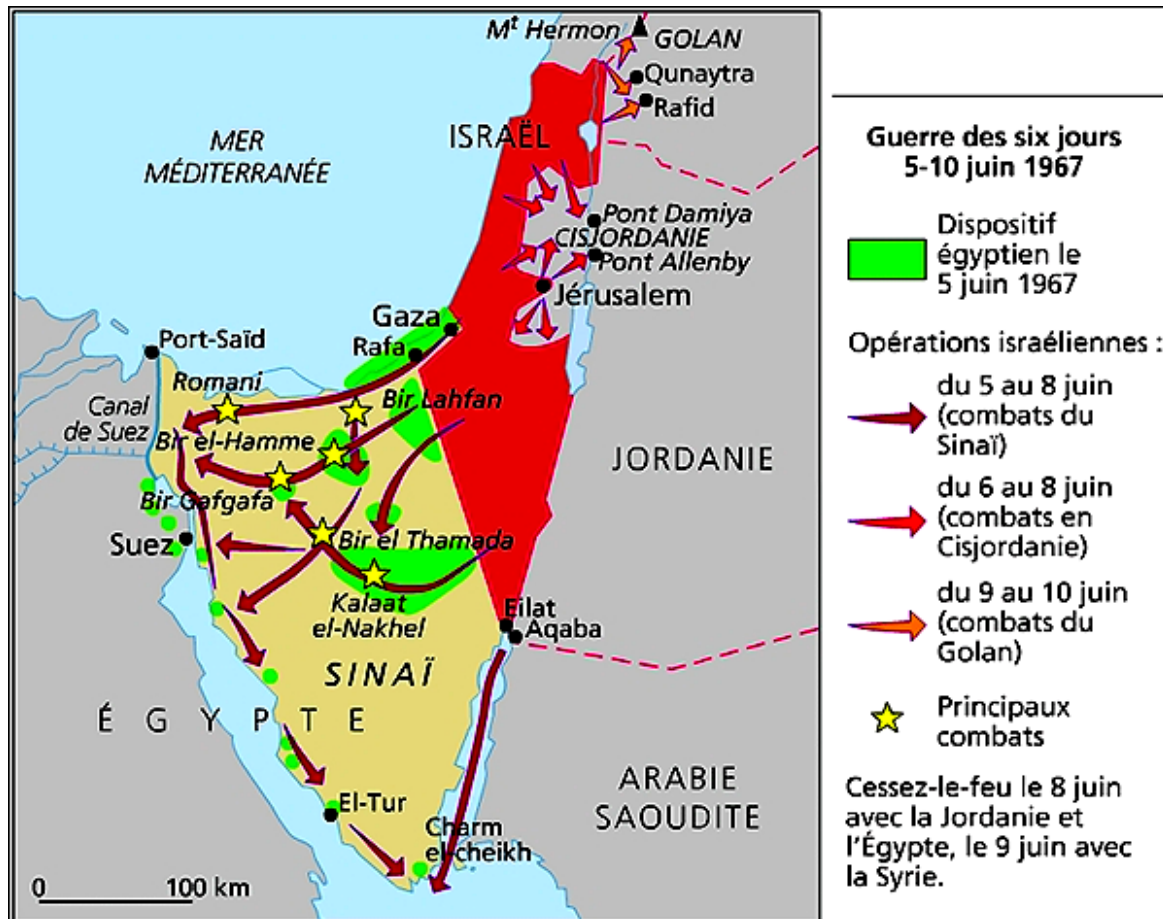 Mt Hermon
GOLAN
Qunaytra
Rafid
ISRAËL
MER
MÉDITERRANÉE
Pont Damiya
CISJORDANIE
Pont Allenby
Jérusalem
Gaza
Rafa
Port-Saïd
Romani
Bir Lahfan
Canal
de Suez
Bir el-Hamme
JORDANIE
Bir Gafgafa
Suez
Bir el Thamada
Kalaat
el-Nakhel
Eilat
Aqaba
SINAÏ
ÉGYPTE
ARABIE
SAOUDITE
El-Tur
Charm
el-cheikh
0 100 km
Guerre des six jours
5-10 juin 1967
Dispositif
égyptien le
5 juin 1967
Opérations israéliennes :
du 5 au 8 juin
(combats du
Sinaï)
du 6 au 8 juin
(combats en
Cisjordanie)
du 9 au 10 juin
(combats du
Golan)
Principaux
combats
Cessez-le-feu le 8 juin
avec la Jordanie et
l'Égypte, le 9 juin avec
la Syrie.